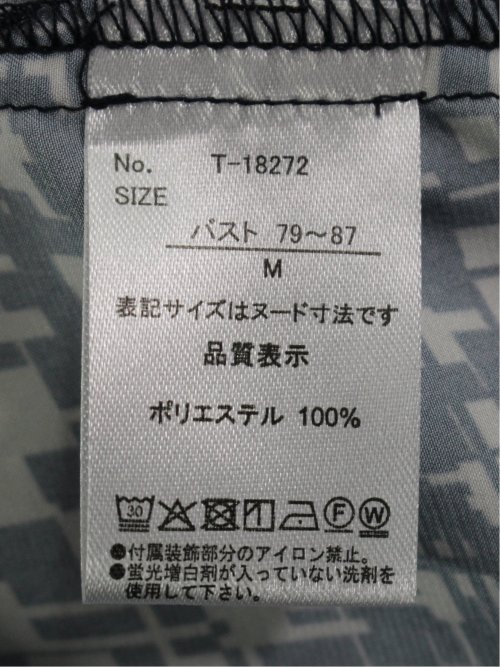 No. T-18272
SIZE
バスト 79～87
M
表記サイズはヌード寸法です
品質表示
ポリエステル 100%
30 F W
●付属装飾部分のアイロン禁止。
●蛍光増白剤が入っていない洗剤を
使用して下さい。